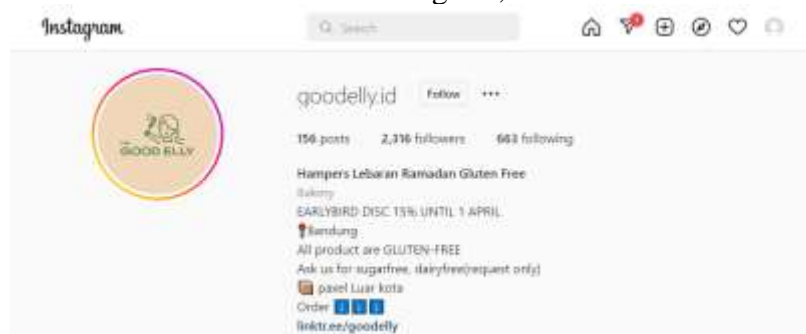 Instagram
Search
GOOD ELLY
goodelly.id Follow
156 posts 2,316 followers 663 following
Hampers Lebaran Ramadan Gluten Free
Bakery
EARLYBIRD DISC 15% UNTIL 1 APRIL
Bandung
All product are GLUTEN-FREE
Ask us for sugarfree, dairyfree(request only)
paxel Luar kota
Order
linktr.ee/goodelly